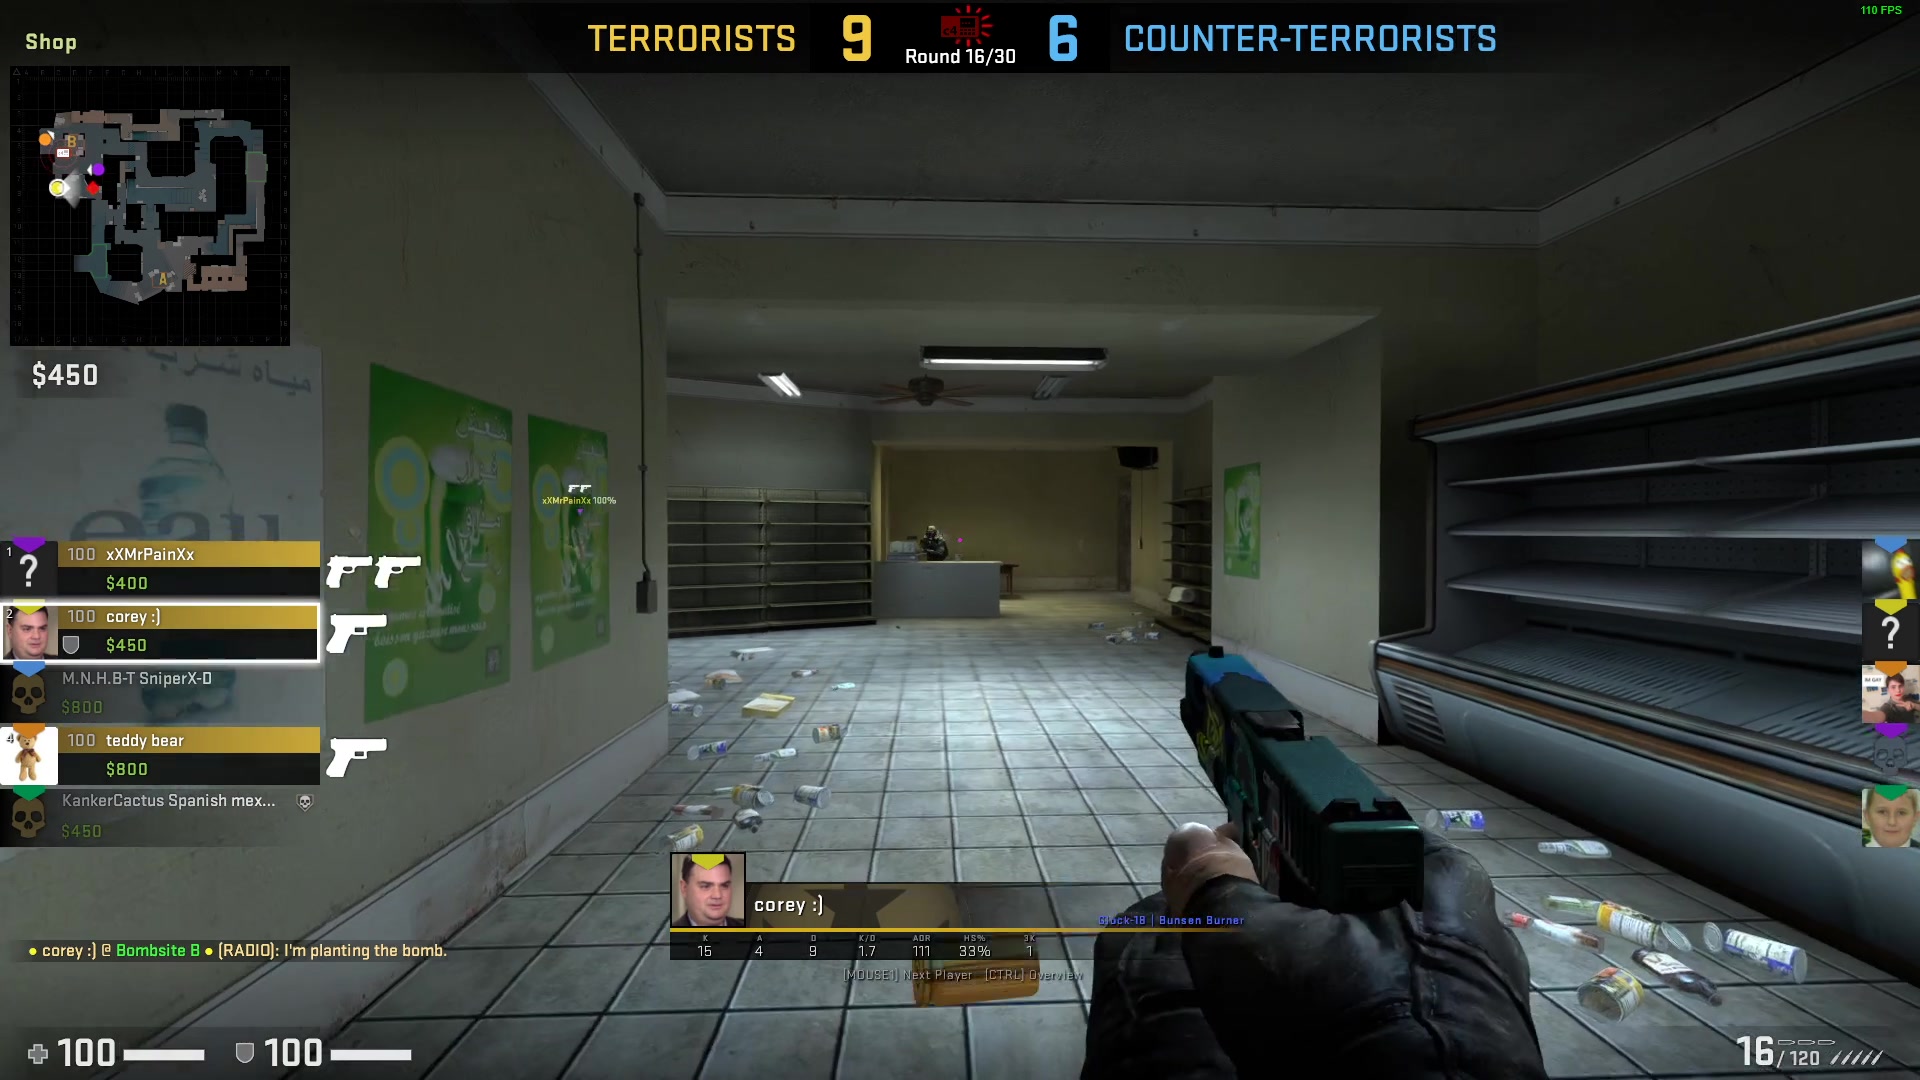 110 FPS
TERRORISTS 9 6 COUNTER-TERRORISTS
Round 16/30
Shop
B
A
$450
مياه شرب
eau
xXMrPainXx 100%
1 ? 100 xXMrPainXx
$400
2 100 corey :)
$450
M.N.H.B-T SniperX-D
$800
4 100 teddy bear
$800
KankerCactus Spanish mex...
$450
?
corey :)
Glock-18 | Bunsen Burner
K A D K/D ADR HS% 3K
15 4 9 1.7 111 33% 1
[MOUSE1] Next Player [CTRL] Overview
● corey :) @ Bombsite B ● (RADIO): I'm planting the bomb.
100 100
16 / 120